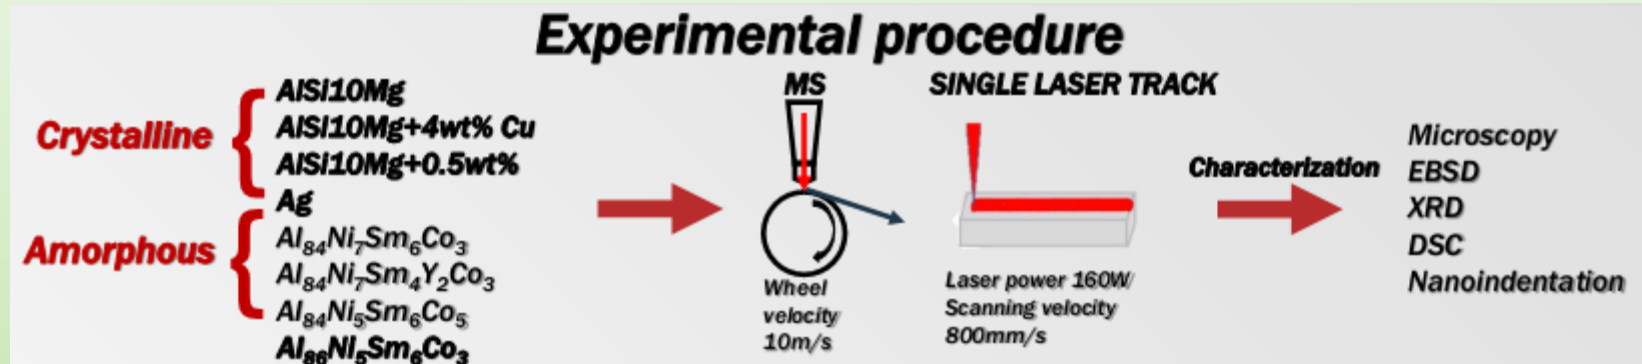 Experimental procedure
Crystalline
AlSi10Mg
AlSi10Mg+4wt% Cu
AlSi10Mg+0.5wt%
Ag
Amorphous
Al₈₄Ni₇Sm₆Co₃
Al₈₄Ni₇Sm₄Y₂Co₃
Al₈₄Ni₅Sm₆Co₅
Al₈₆Ni₅Sm₆Co₃
MS
Wheel
velocity
10m/s
SINGLE LASER TRACK
Laser power 160W/
Scanning velocity
800mm/s
Characterization
Microscopy
EBSD
XRD
DSC
Nanoindentation